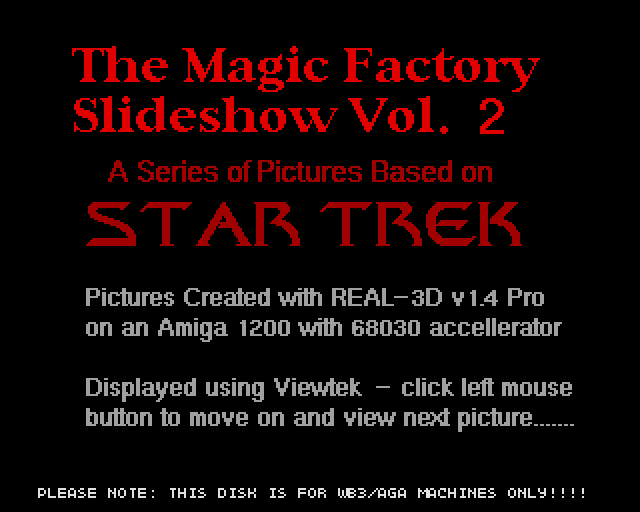 The Magic Factory
Slideshow Vol. 2
A Series of Pictures Based on
STAR TREK
Pictures Created with REAL-3D v1.4 Pro
on an Amiga 1200 with 68030 accellerator
Displayed using Viewtek - click left mouse
button to move on and view next picture.......
PLEASE NOTE: THIS DISK IS FOR WB3/AGA MACHINES ONLY!!!!